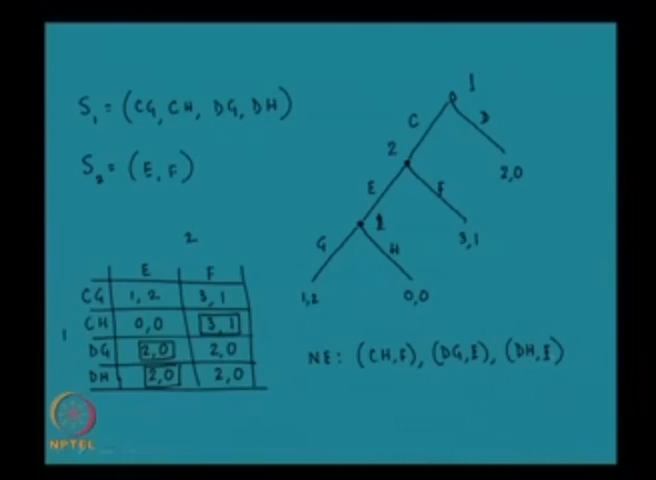 S₁ = (CG, CH, DG, DH)
S₂ = (E, F)
1
C D
2
E F 2,0
1 3,1
G H
1,2 0,0
2
E F
CG 1,2 3,1
1 CH 0,0 3,1
DG 2,0 2,0
DH 2,0 2,0
NE: (CH,F), (DG,E), (DH,E)
NPTEL